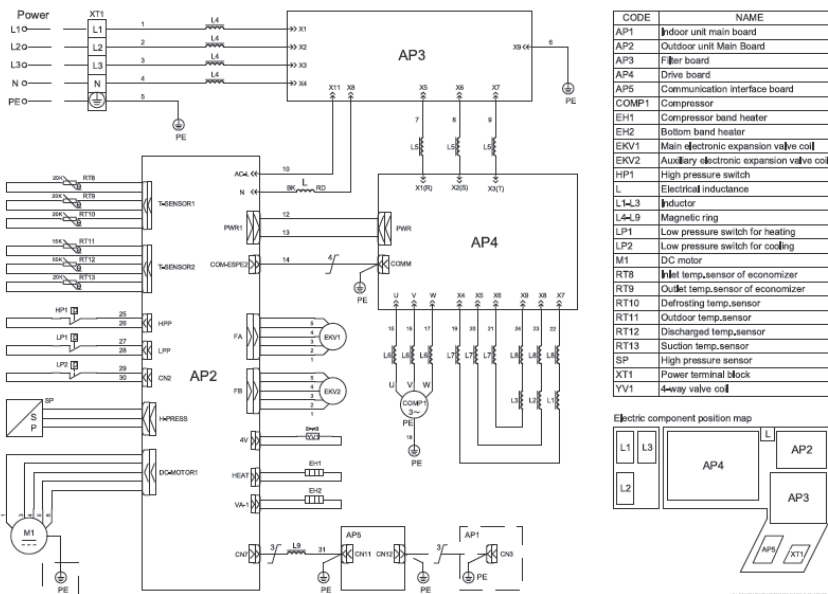 Power
XT1
L1
L2
L3
N
PE
L1
L2
L3
N
1
2
3
4
5
L4
L4
L4
L4
X1
X2
X3
X4
AP3
X9
6
PE
PE
X11
X8
X5
X6
X7
7
8
9
L5
L5
L5
X1(R)
X2(S)
X3(T)
AC-L
10
N
BK
L
RD
PWR1
12
13
PWR
COM-ESPE2
14
4
COMM
PE
AP4
U
V
W
X4
X5
X6
X9
X8
X7
15
16
17
19
20
21
24
23
22
L6
L6
L6
L7
L7
L7
L8
L8
L8
L3
L2
L1
U
V
W
COMP1
3~
PE
18
PE
20K
RT8
20K
RT9
20K
RT10
T-SENSOR1
15K
RT11
50K
RT12
20K
RT13
T-SENSOR2
HP1
25
26
HPP
LP1
27
28
LPP
LP2
29
30
CN2
AP2
SP
S
P
H-PRESS
DC-MOTOR1
M1
PE
FA
5
4
3
2
1
EKV1
FB
5
4
3
2
1
EKV2
4V
HEAT
EH1
VA-1
EH2
CN7
3
L9
31
PE
AP5
CN11
CN12
PE
3
AP1
CN3
PE
CODE NAME
AP1 Indoor unit main board
AP2 Outdoor unit Main Board
AP3 Filter board
AP4 Drive board
AP5 Communication interface board
COMP1 Compressor
EH1 Compressor band heater
EH2 Bottom band heater
EKV1 Main electronic expansion valve coil
EKV2 Auxiliary electronic expansion valve coil
HP1 High pressure switch
L Electrical inductance
L1-L3 Inductor
L4-L9 Magnetic ring
LP1 Low pressure switch for heating
LP2 Low pressure switch for cooling
M1 DC motor
RT8 Inlet temp.sensor of economizer
RT9 Outlet temp.sensor of economizer
RT10 Defrosting temp.sensor
RT11 Outdoor temp.sensor
RT12 Discharged temp.sensor
RT13 Suction temp.sensor
SP High pressure sensor
XT1 Power terminal block
YV1 4-way valve coil
Electric component position map
L1
L3
L2
AP4
L
AP2
AP3
AP5
XT1